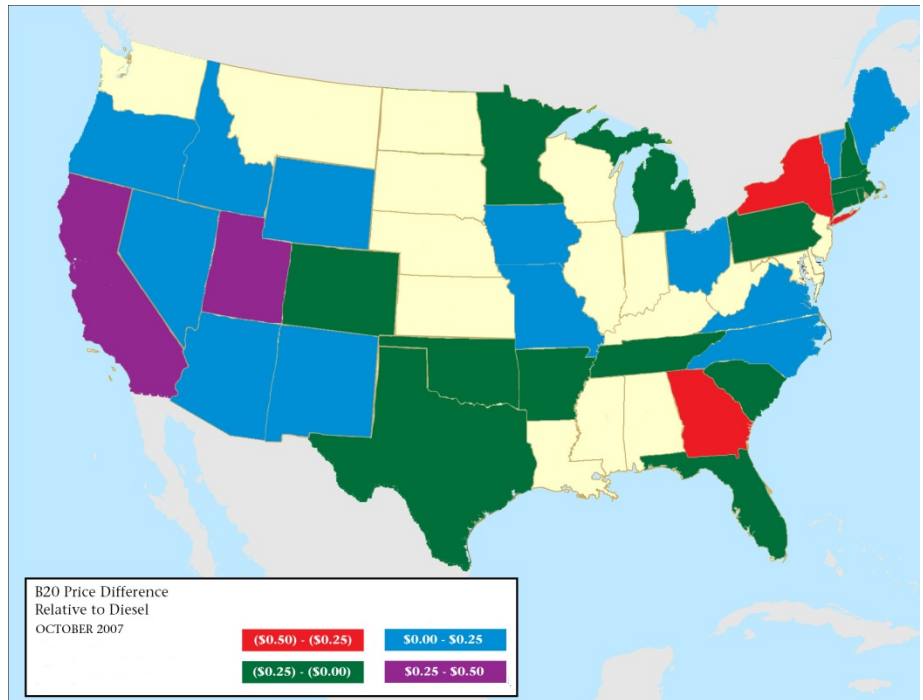 B20 Price Difference
Relative to Diesel
OCTOBER 2007
($0.50) - ($0.25)
$0.00 - $0.25
($0.25) - ($0.00)
$0.25 - $0.50